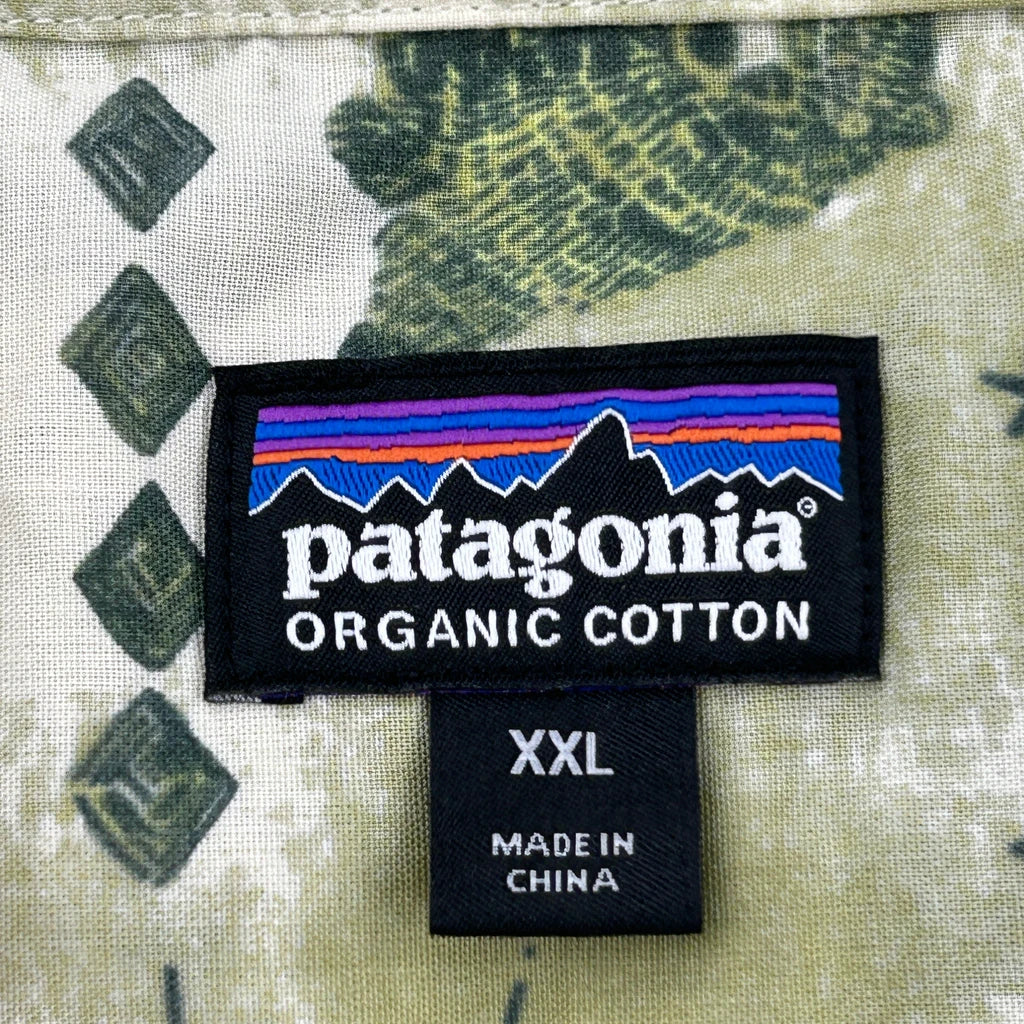 patagonia©
ORGANIC COTTON
XXL
MADE IN
CHINA